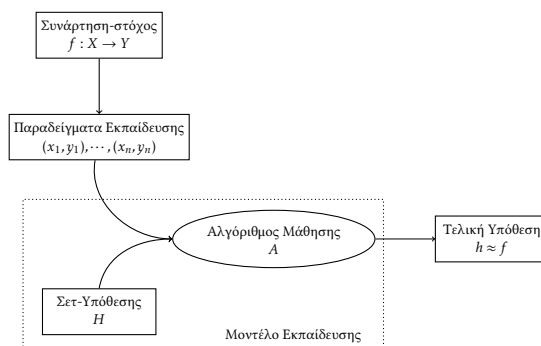 Συνάρτηση-στόχος
f : X → Y
Παραδείγματα Εκπαίδευσης
(x₁, y₁), ⋯, (xₙ, yₙ)
Αλγόριθμος Μάθησης
A
Τελική Υπόθεση
h ≈ f
Σετ-Υπόθεσης
H
Μοντέλο Εκπαίδευσης